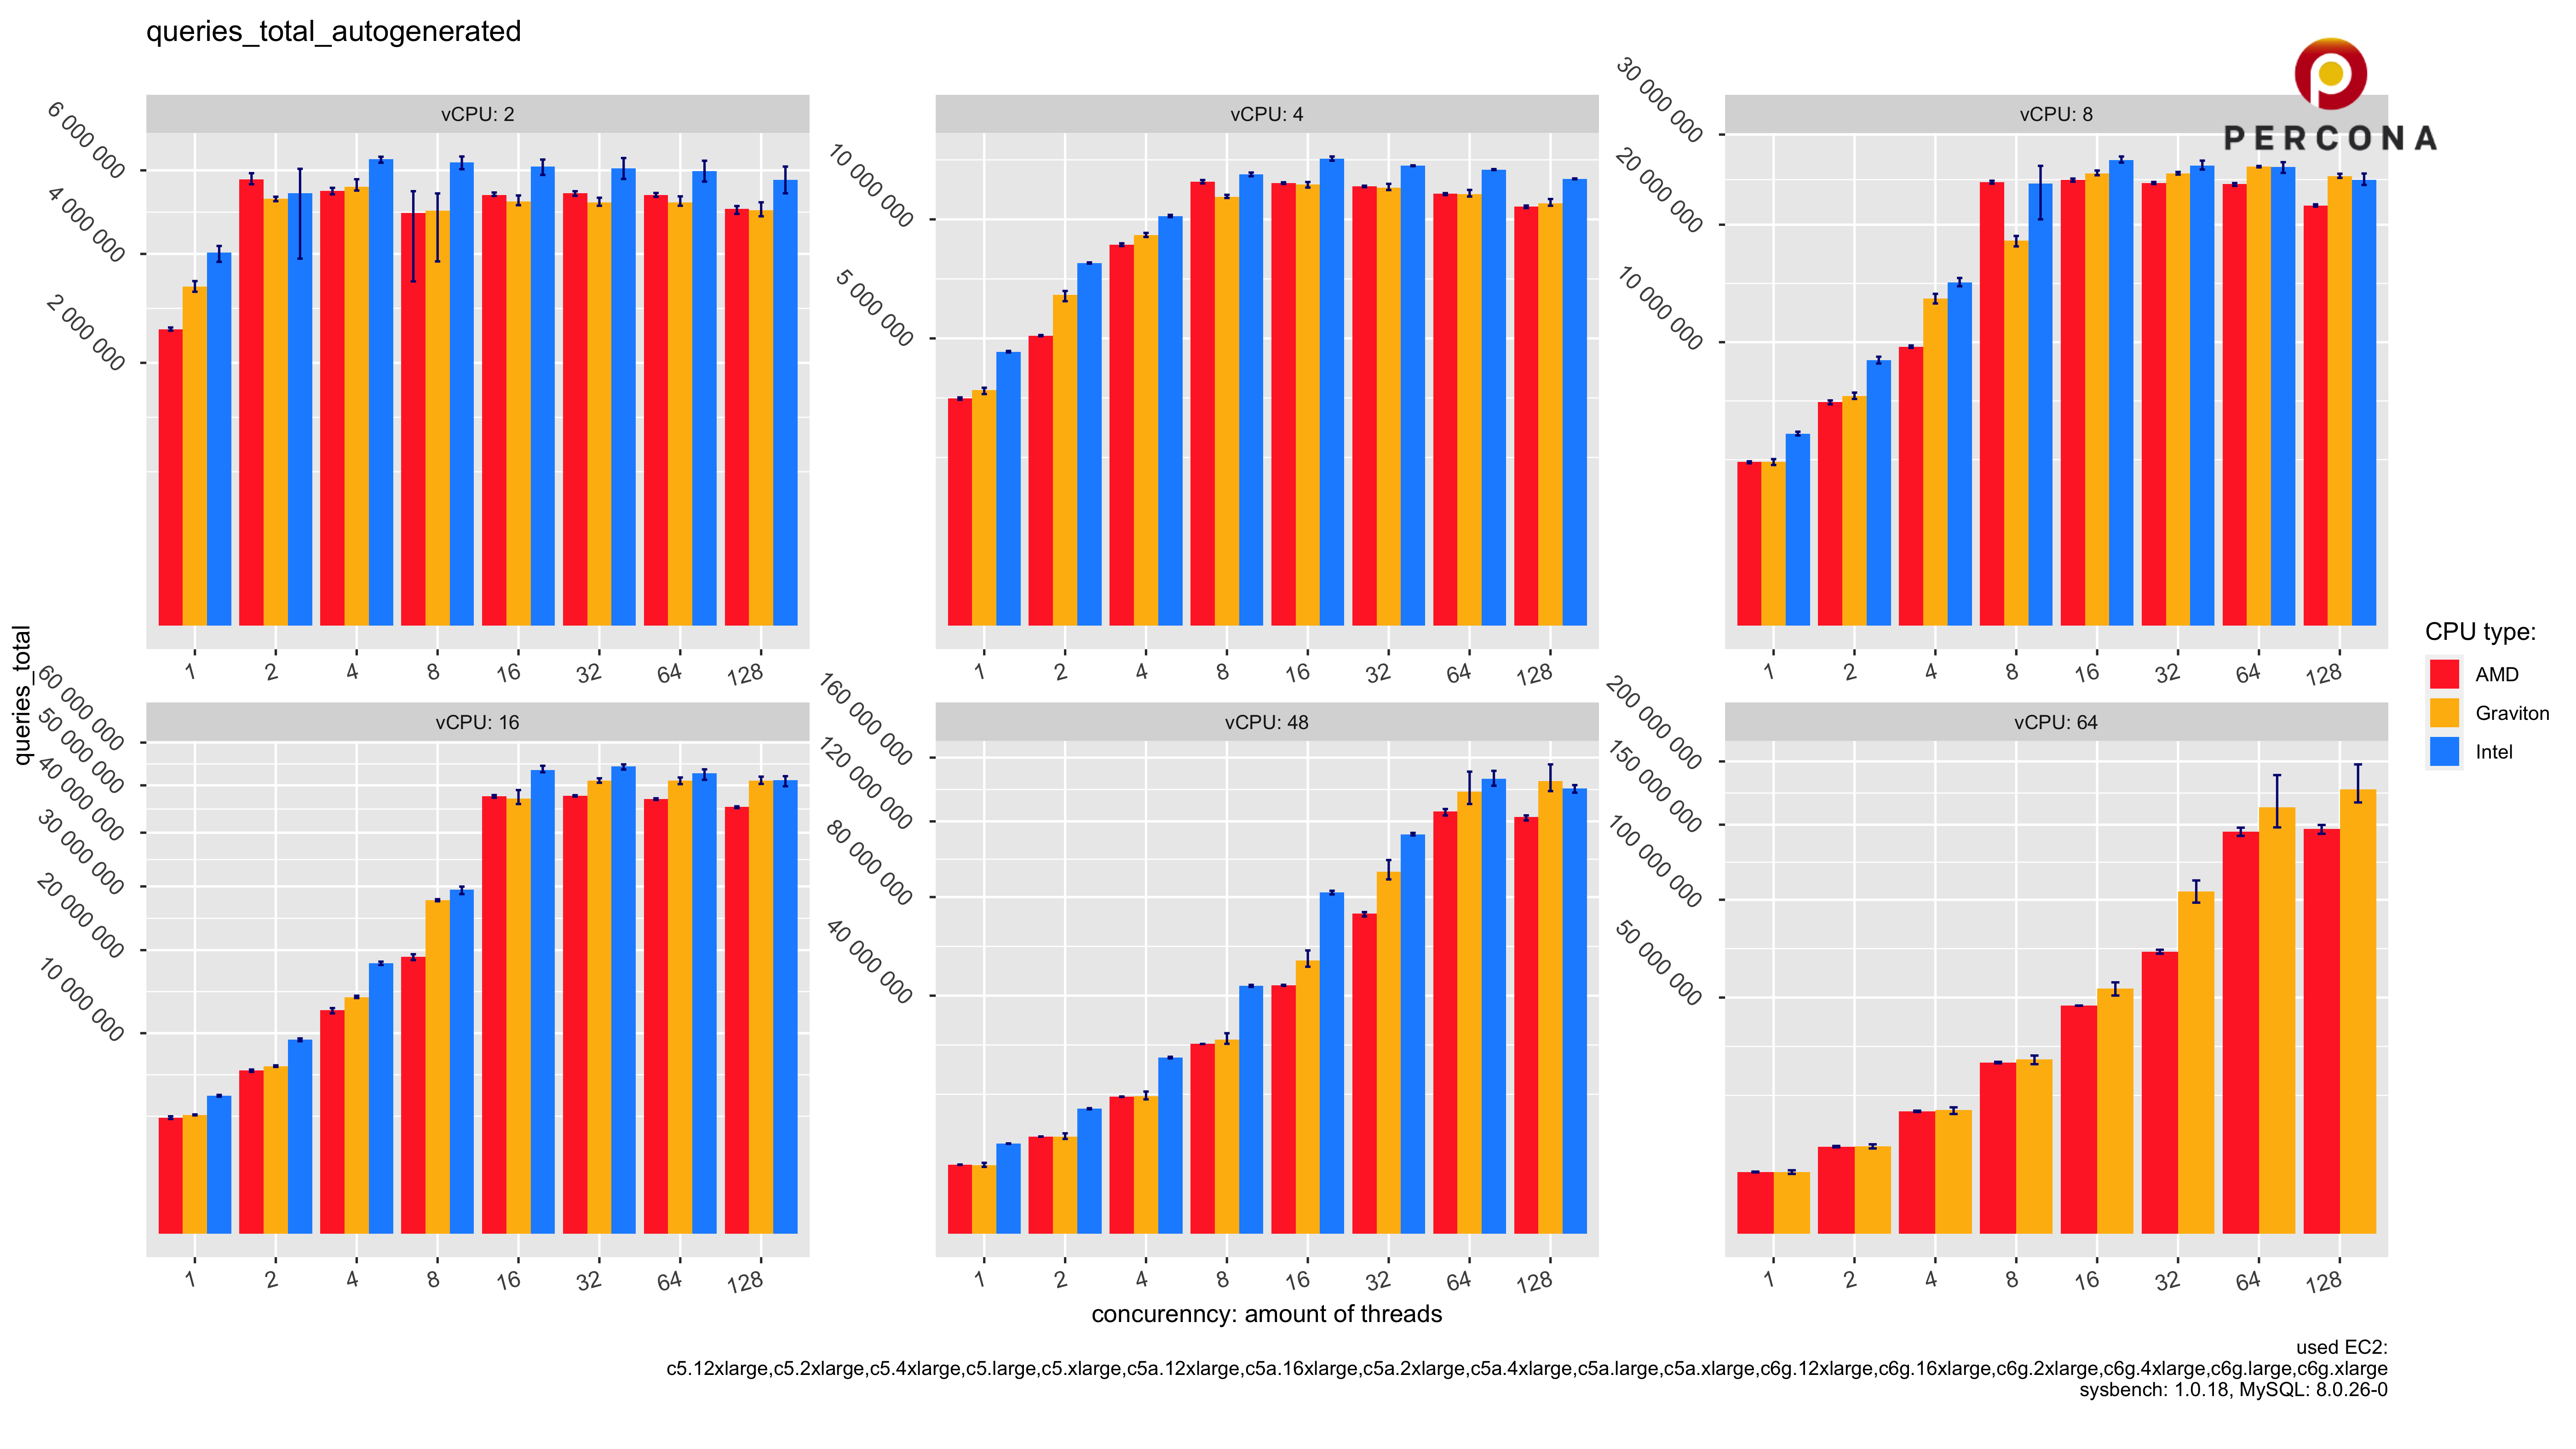 queries_total_autogenerated
PERCONA
vCPU: 2
6 000 000
4 000 000
2 000 000
1 2 4 8 16 32 64 128
vCPU: 4
10 000 000
5 000 000
1 2 4 8 16 32 64 128
vCPU: 8
30 000 000
20 000 000
10 000 000
1 2 4 8 16 32 64 128
queries_total
vCPU: 16
60 000 000
50 000 000
40 000 000
30 000 000
20 000 000
10 000 000
1 2 4 8 16 32 64 128
vCPU: 48
160 000 000
120 000 000
80 000 000
40 000 000
1 2 4 8 16 32 64 128
vCPU: 64
200 000 000
150 000 000
100 000 000
50 000 000
1 2 4 8 16 32 64 128
CPU type:
AMD
Graviton
Intel
concurenncy: amount of threads
used EC2:
c5.12xlarge,c5.2xlarge,c5.4xlarge,c5.large,c5.xlarge,c5a.12xlarge,c5a.16xlarge,c5a.2xlarge,c5a.4xlarge,c5a.large,c5a.xlarge,c6g.12xlarge,c6g.16xlarge,c6g.2xlarge,c6g.4xlarge,c6g.large,c6g.xlarge
sysbench: 1.0.18, MySQL: 8.0.26-0